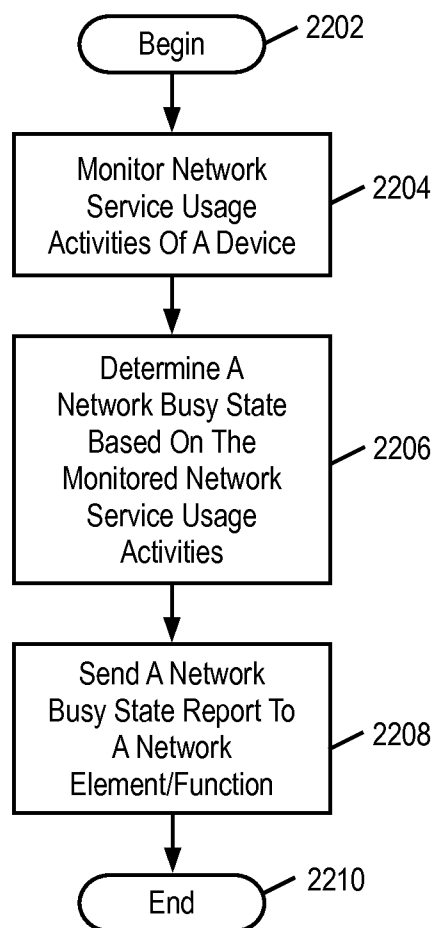 Begin
2202
Monitor Network
Service Usage
Activities Of A Device
2204
Determine A
Network Busy State
Based On The
Monitored Network
Service Usage
Activities
2206
Send A Network
Busy State Report To
A Network
Element/Function
2208
End
2210